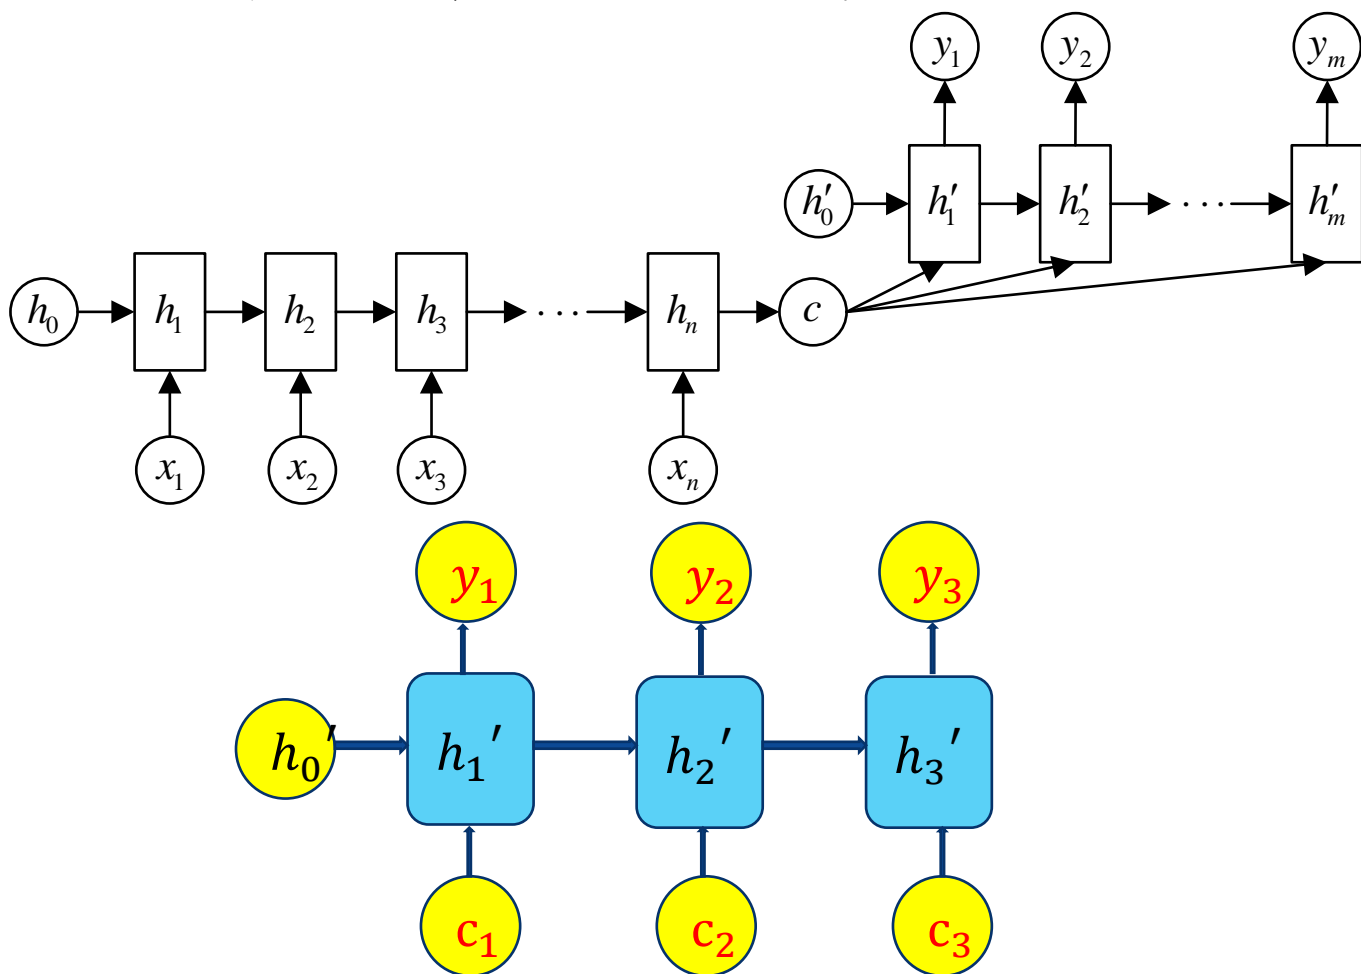 y₁ y₂ yₘ
h′₀ h′₁ h′₂ ··· h′ₘ
h₀ h₁ h₂ h₃ ··· hₙ c
x₁ x₂ x₃ xₙ
y₁ y₂ y₃
h₀′ h₁′ h₂′ h₃′
c₁ c₂ c₃